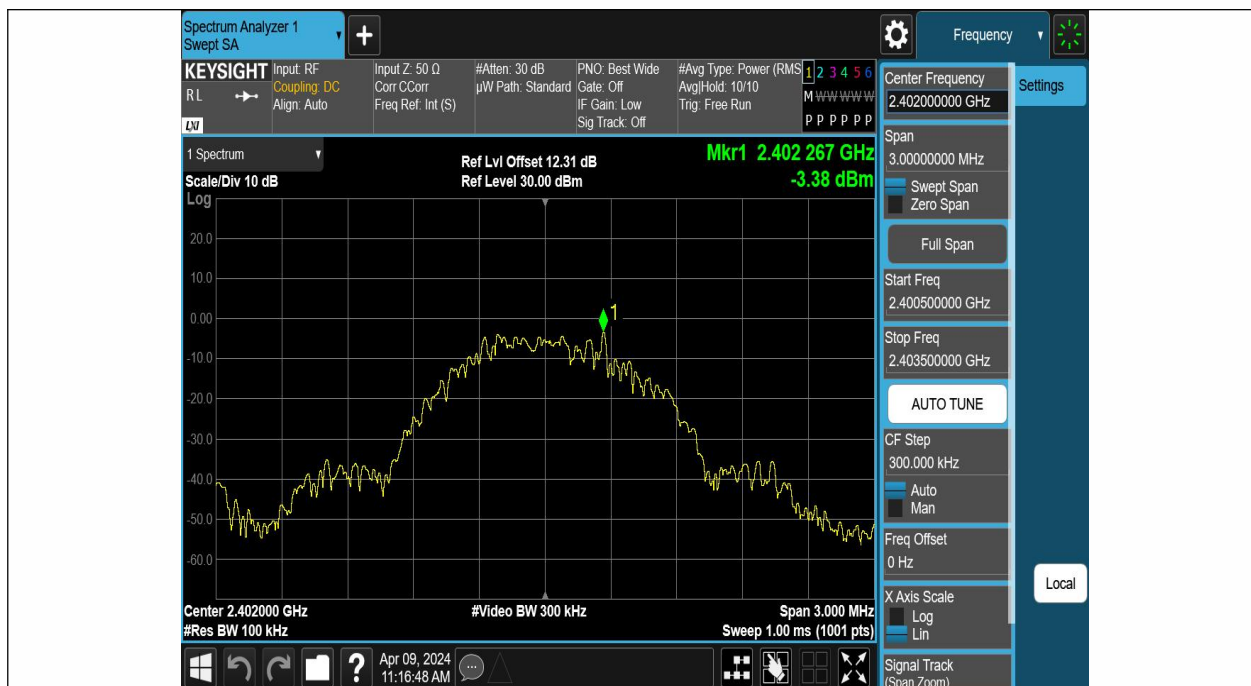 Spectrum Analyzer 1
Swept SA
+
Frequency
KEYSIGHT
RL
LXI
Input: RF
Coupling: DC
Align: Auto
Input Z: 50 Ω
Corr CCorr
Freq Ref: Int (S)
#Atten: 30 dB
µW Path: Standard
PNO: Best Wide
Gate: Off
IF Gain: Low
Sig Track: Off
#Avg Type: Power (RMS
Avg|Hold: 10/10
Trig: Free Run
1 2 3 4 5 6
M W W W W W
P P P P P P
1 Spectrum
Scale/Div 10 dB
Log
Ref Lvl Offset 12.31 dB
Ref Level 30.00 dBm
Mkr1 2.402 267 GHz
-3.38 dBm
20.0
10.0
0.00
-10.0
-20.0
-30.0
-40.0
-50.0
-60.0
1
Center 2.402000 GHz
#Res BW 100 kHz
#Video BW 300 kHz
Span 3.000 MHz
Sweep 1.00 ms (1001 pts)
?
Apr 09, 2024
11:16:48 AM
Center Frequency
2.402000000 GHz
Span
3.00000000 MHz
Swept Span
Zero Span
Full Span
Start Freq
2.400500000 GHz
Stop Freq
2.403500000 GHz
AUTO TUNE
CF Step
300.000 kHz
Auto
Man
Freq Offset
0 Hz
X Axis Scale
Log
Lin
Signal Track
(Span Zoom)
Settings
Local